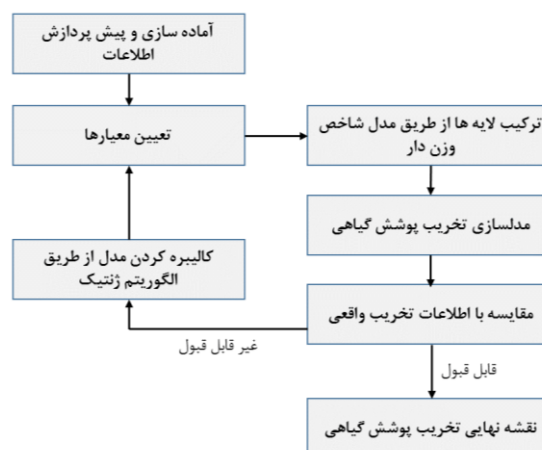 آماده سازی و پیش پردازش
اطلاعات
تعیین معیارها
ترکیب لایه ها از طریق مدل شاخص
وزن دار
مدلسازی تخریب پوشش گیاهی
کالیبره کردن مدل از طریق
الگوریتم ژنتیک
مقایسه با اطلاعات تخریب واقعی
غیر قابل قبول
قابل قبول
نقشه نهایی تخریب پوشش گیاهی